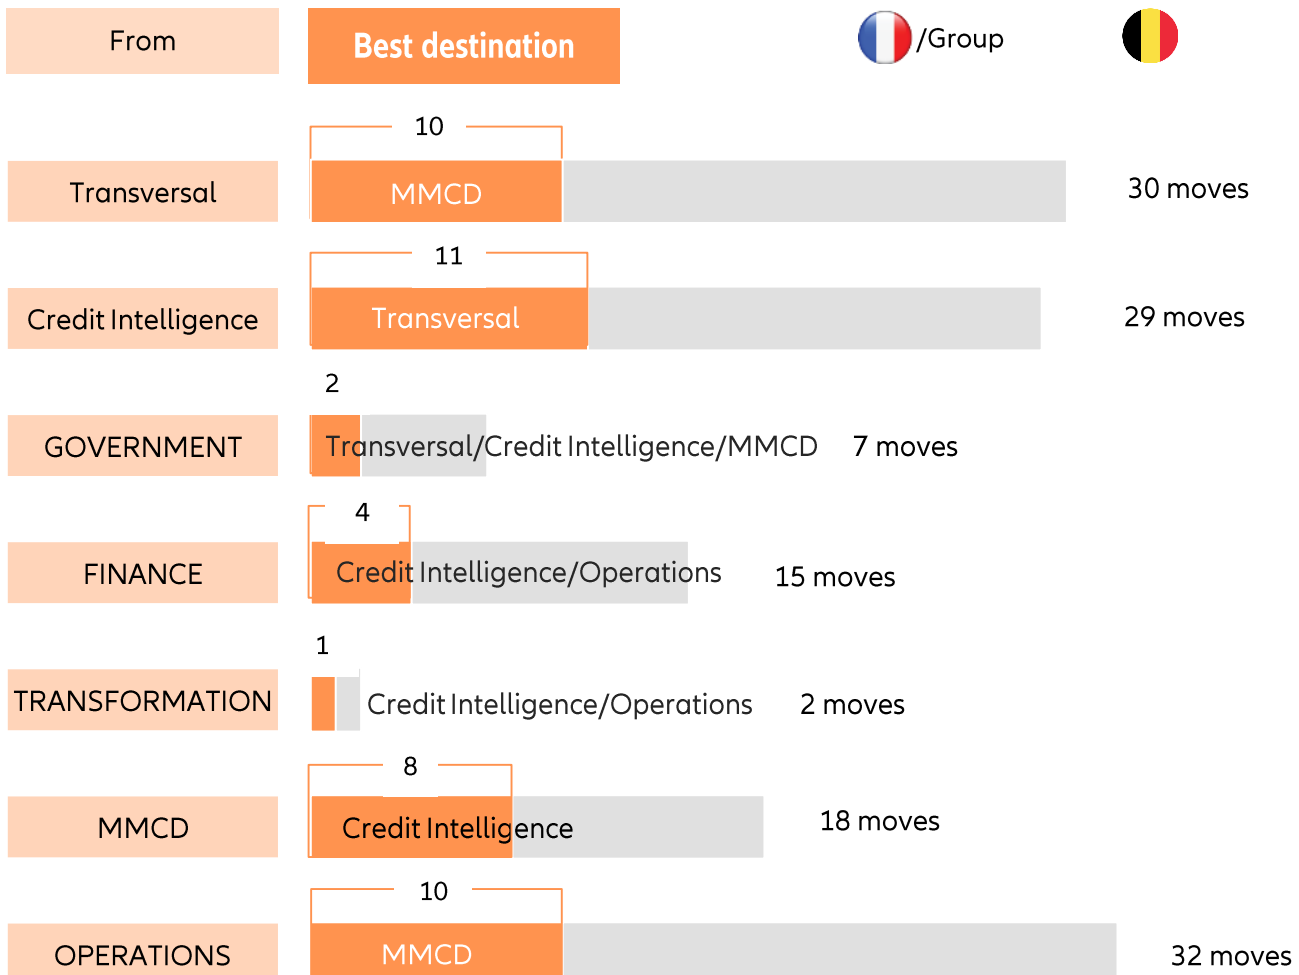 From
Best destination
/Group
10
Transversal
MMCD
30 moves
11
Credit Intelligence
Transversal
29 moves
2
GOVERNMENT
Transversal/Credit Intelligence/MMCD
7 moves
4
FINANCE
Credit Intelligence/Operations
15 moves
1
TRANSFORMATION
Credit Intelligence/Operations
2 moves
8
MMCD
Credit Intelligence
18 moves
10
OPERATIONS
MMCD
32 moves